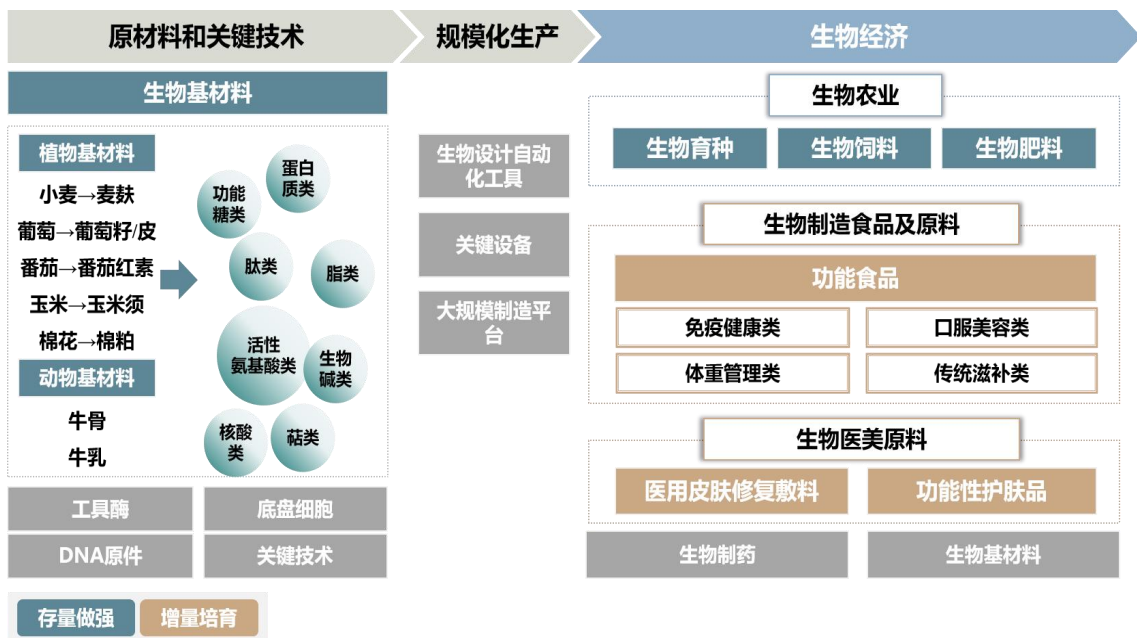 原材料和关键技术
规模化生产
生物经济
生物基材料
植物基材料
小麦→麦麸
葡萄→葡萄籽/皮
番茄→番茄红素
玉米→玉米须
棉花→棉粕
动物基材料
牛骨
牛乳
蛋白
质类
功能
糖类
肽类
脂类
活性
氨基酸类
生物
碱类
核酸
类
萜类
工具酶
底盘细胞
DNA原件
关键技术
生物设计自动
化工具
关键设备
大规模制造平
台
生物农业
生物育种
生物饲料
生物肥料
生物制造食品及原料
功能食品
免疫健康类
口服美容类
体重管理类
传统滋补类
生物医美原料
医用皮肤修复敷料
功能性护肤品
生物制药
生物基材料
存量做强
增量培育